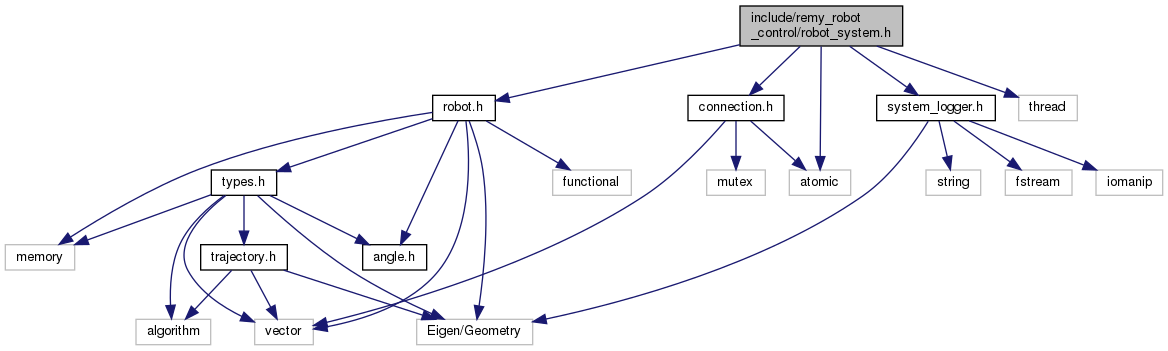 include/remy_robot
_control/robot_system.h
robot.h
connection.h
system_logger.h
thread
types.h
functional
mutex
atomic
string
fstream
iomanip
memory
trajectory.h
angle.h
algorithm
vector
Eigen/Geometry